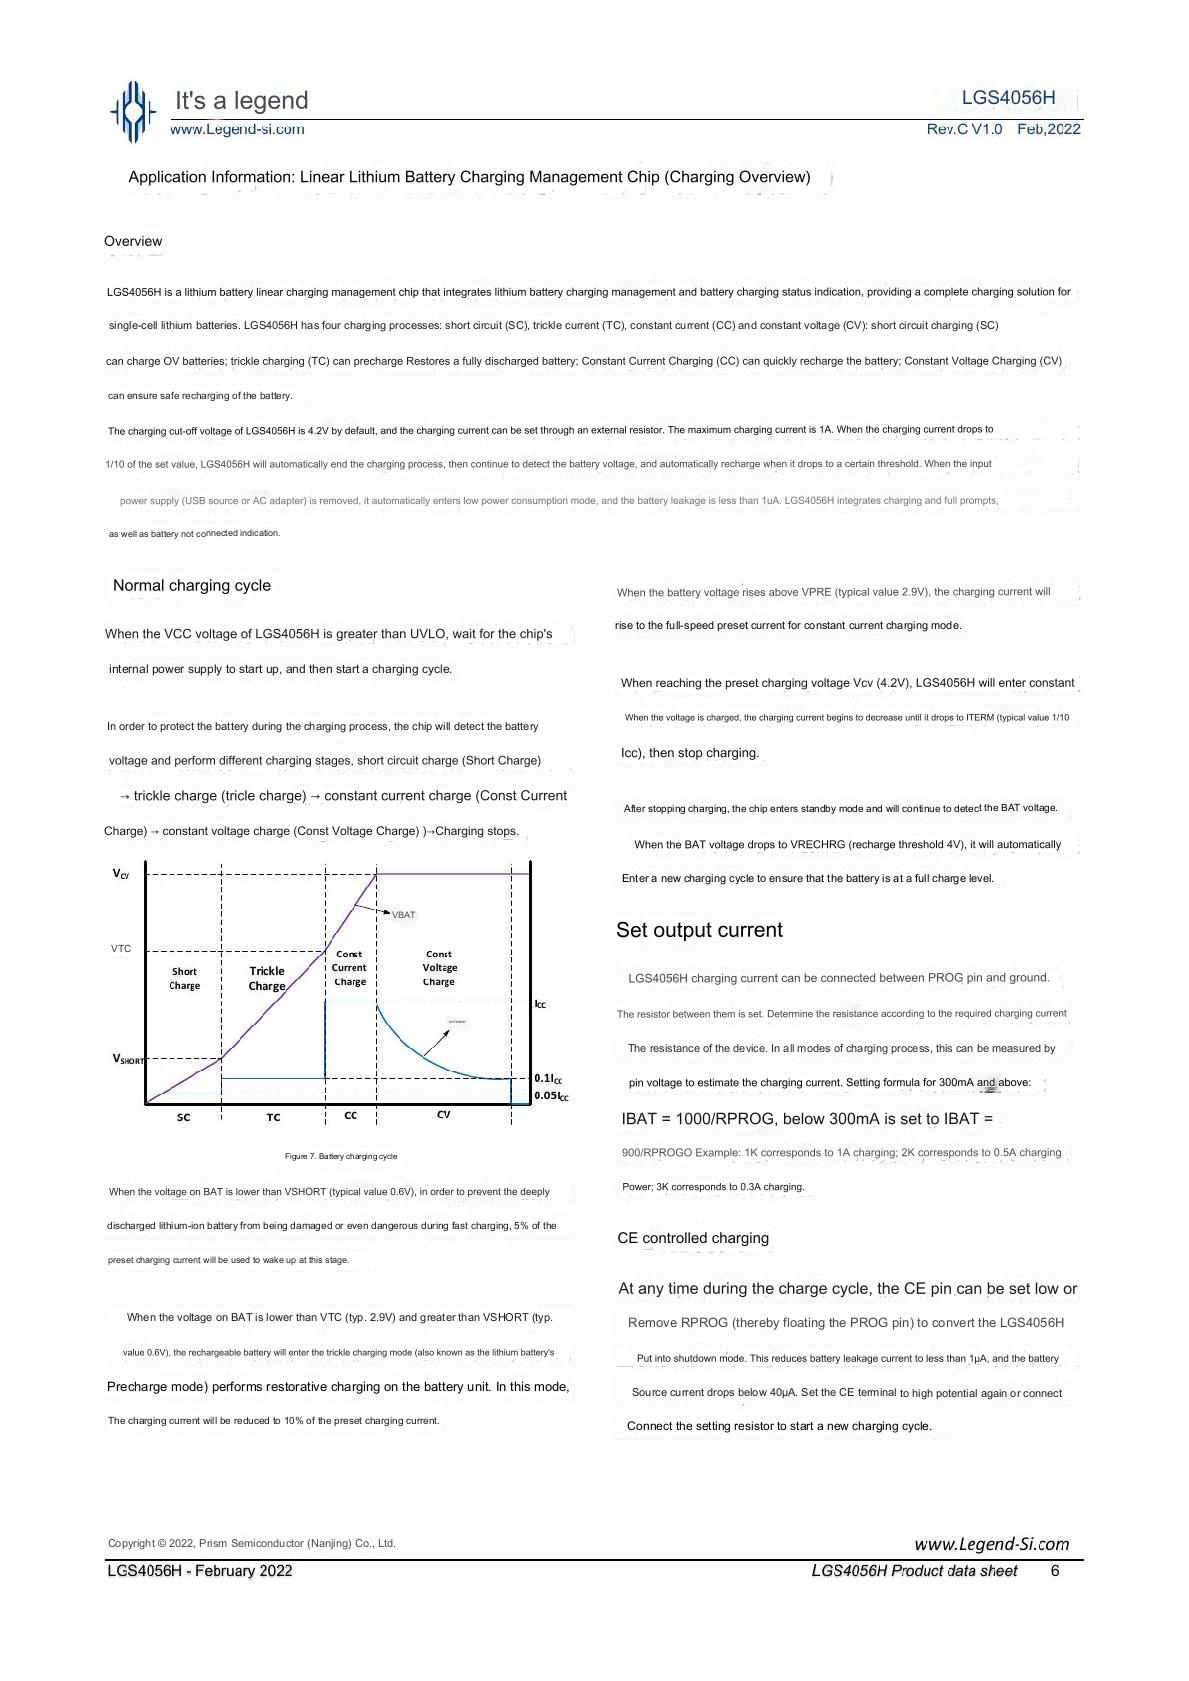 It's a legend
LGS4056H
www.Legend-si.com
Rev.C V1.0 Feb,2022
Application Information: Linear Lithium Battery Charging Management Chip (Charging Overview)
Overview
LGS4056H is a lithium battery linear charging management chip that integrates lithium battery charging management and battery charging status indication, providing a complete charging solution for
single-cell lithium batteries. LGS4056H has four charging processes: short circuit (SC), trickle current (TC), constant current (CC) and constant voltage (CV): short circuit charging (SC)
can charge OV batteries; trickle charging (TC) can precharge Restores a fully discharged battery; Constant Current Charging (CC) can quickly recharge the battery; Constant Voltage Charging (CV)
can ensure safe recharging of the battery.
The charging cut-off voltage of LGS4056H is 4.2V by default, and the charging current can be set through an external resistor. The maximum charging current is 1A. When the charging current drops to
1/10 of the set value, LGS4056H will automatically end the charging process, then continue to detect the battery voltage, and automatically recharge when it drops to a certain threshold. When the input
power supply (USB source or AC adapter) is removed, it automatically enters low power consumption mode, and the battery leakage is less than 1uA. LGS4056H integrates charging and full prompts,
as well as battery not connected indication.
Normal charging cycle
When the VCC voltage of LGS4056H is greater than UVLO, wait for the chip's
internal power supply to start up, and then start a charging cycle.
In order to protect the battery during the charging process, the chip will detect the battery
voltage and perform different charging stages, short circuit charge (Short Charge)
→ trickle charge (tricle charge) → constant current charge (Const Current
Charge) → constant voltage charge (Const Voltage Charge) )→Charging stops.
VCV
VBAT
VTC
Short
Charge
Trickle
Charge
Const
Current
Charge
Const
Voltage
Charge
ICC
VSHORT
0.1ICC
0.05ICC
SC
TC
CC
CV
Figure 7. Battery charging cycle
When the voltage on BAT is lower than VSHORT (typical value 0.6V), in order to prevent the deeply
discharged lithium-ion battery from being damaged or even dangerous during fast charging, 5% of the
preset charging current will be used to wake up at this stage.
When the voltage on BAT is lower than VTC (typ. 2.9V) and greater than VSHORT (typ.
value 0.6V), the rechargeable battery will enter the trickle charging mode (also known as the lithium battery's
Precharge mode) performs restorative charging on the battery unit. In this mode,
The charging current will be reduced to 10% of the preset charging current.
When the battery voltage rises above VPRE (typical value 2.9V), the charging current will
rise to the full-speed preset current for constant current charging mode.
When reaching the preset charging voltage Vcv (4.2V), LGS4056H will enter constant
When the voltage is charged, the charging current begins to decrease until it drops to ITERM (typical value 1/10
Icc), then stop charging.
After stopping charging, the chip enters standby mode and will continue to detect the BAT voltage.
When the BAT voltage drops to VRECHRG (recharge threshold 4V), it will automatically
Enter a new charging cycle to ensure that the battery is at a full charge level.
Set output current
LGS4056H charging current can be connected between PROG pin and ground.
The resistor between them is set. Determine the resistance according to the required charging current
The resistance of the device. In all modes of charging process, this can be measured by
pin voltage to estimate the charging current. Setting formula for 300mA and above:
IBAT = 1000/RPROG, below 300mA is set to IBAT =
900/RPROGO Example: 1K corresponds to 1A charging; 2K corresponds to 0.5A charging
Power; 3K corresponds to 0.3A charging.
CE controlled charging
At any time during the charge cycle, the CE pin can be set low or
Remove RPROG (thereby floating the PROG pin) to convert the LGS4056H
Put into shutdown mode. This reduces battery leakage current to less than 1μA, and the battery
Source current drops below 40μA. Set the CE terminal to high potential again or connect
Connect the setting resistor to start a new charging cycle.
Copyright © 2022, Prism Semiconductor (Nanjing) Co., Ltd.
www.Legend-Si.com
LGS4056H - February 2022
LGS4056H Product data sheet 6